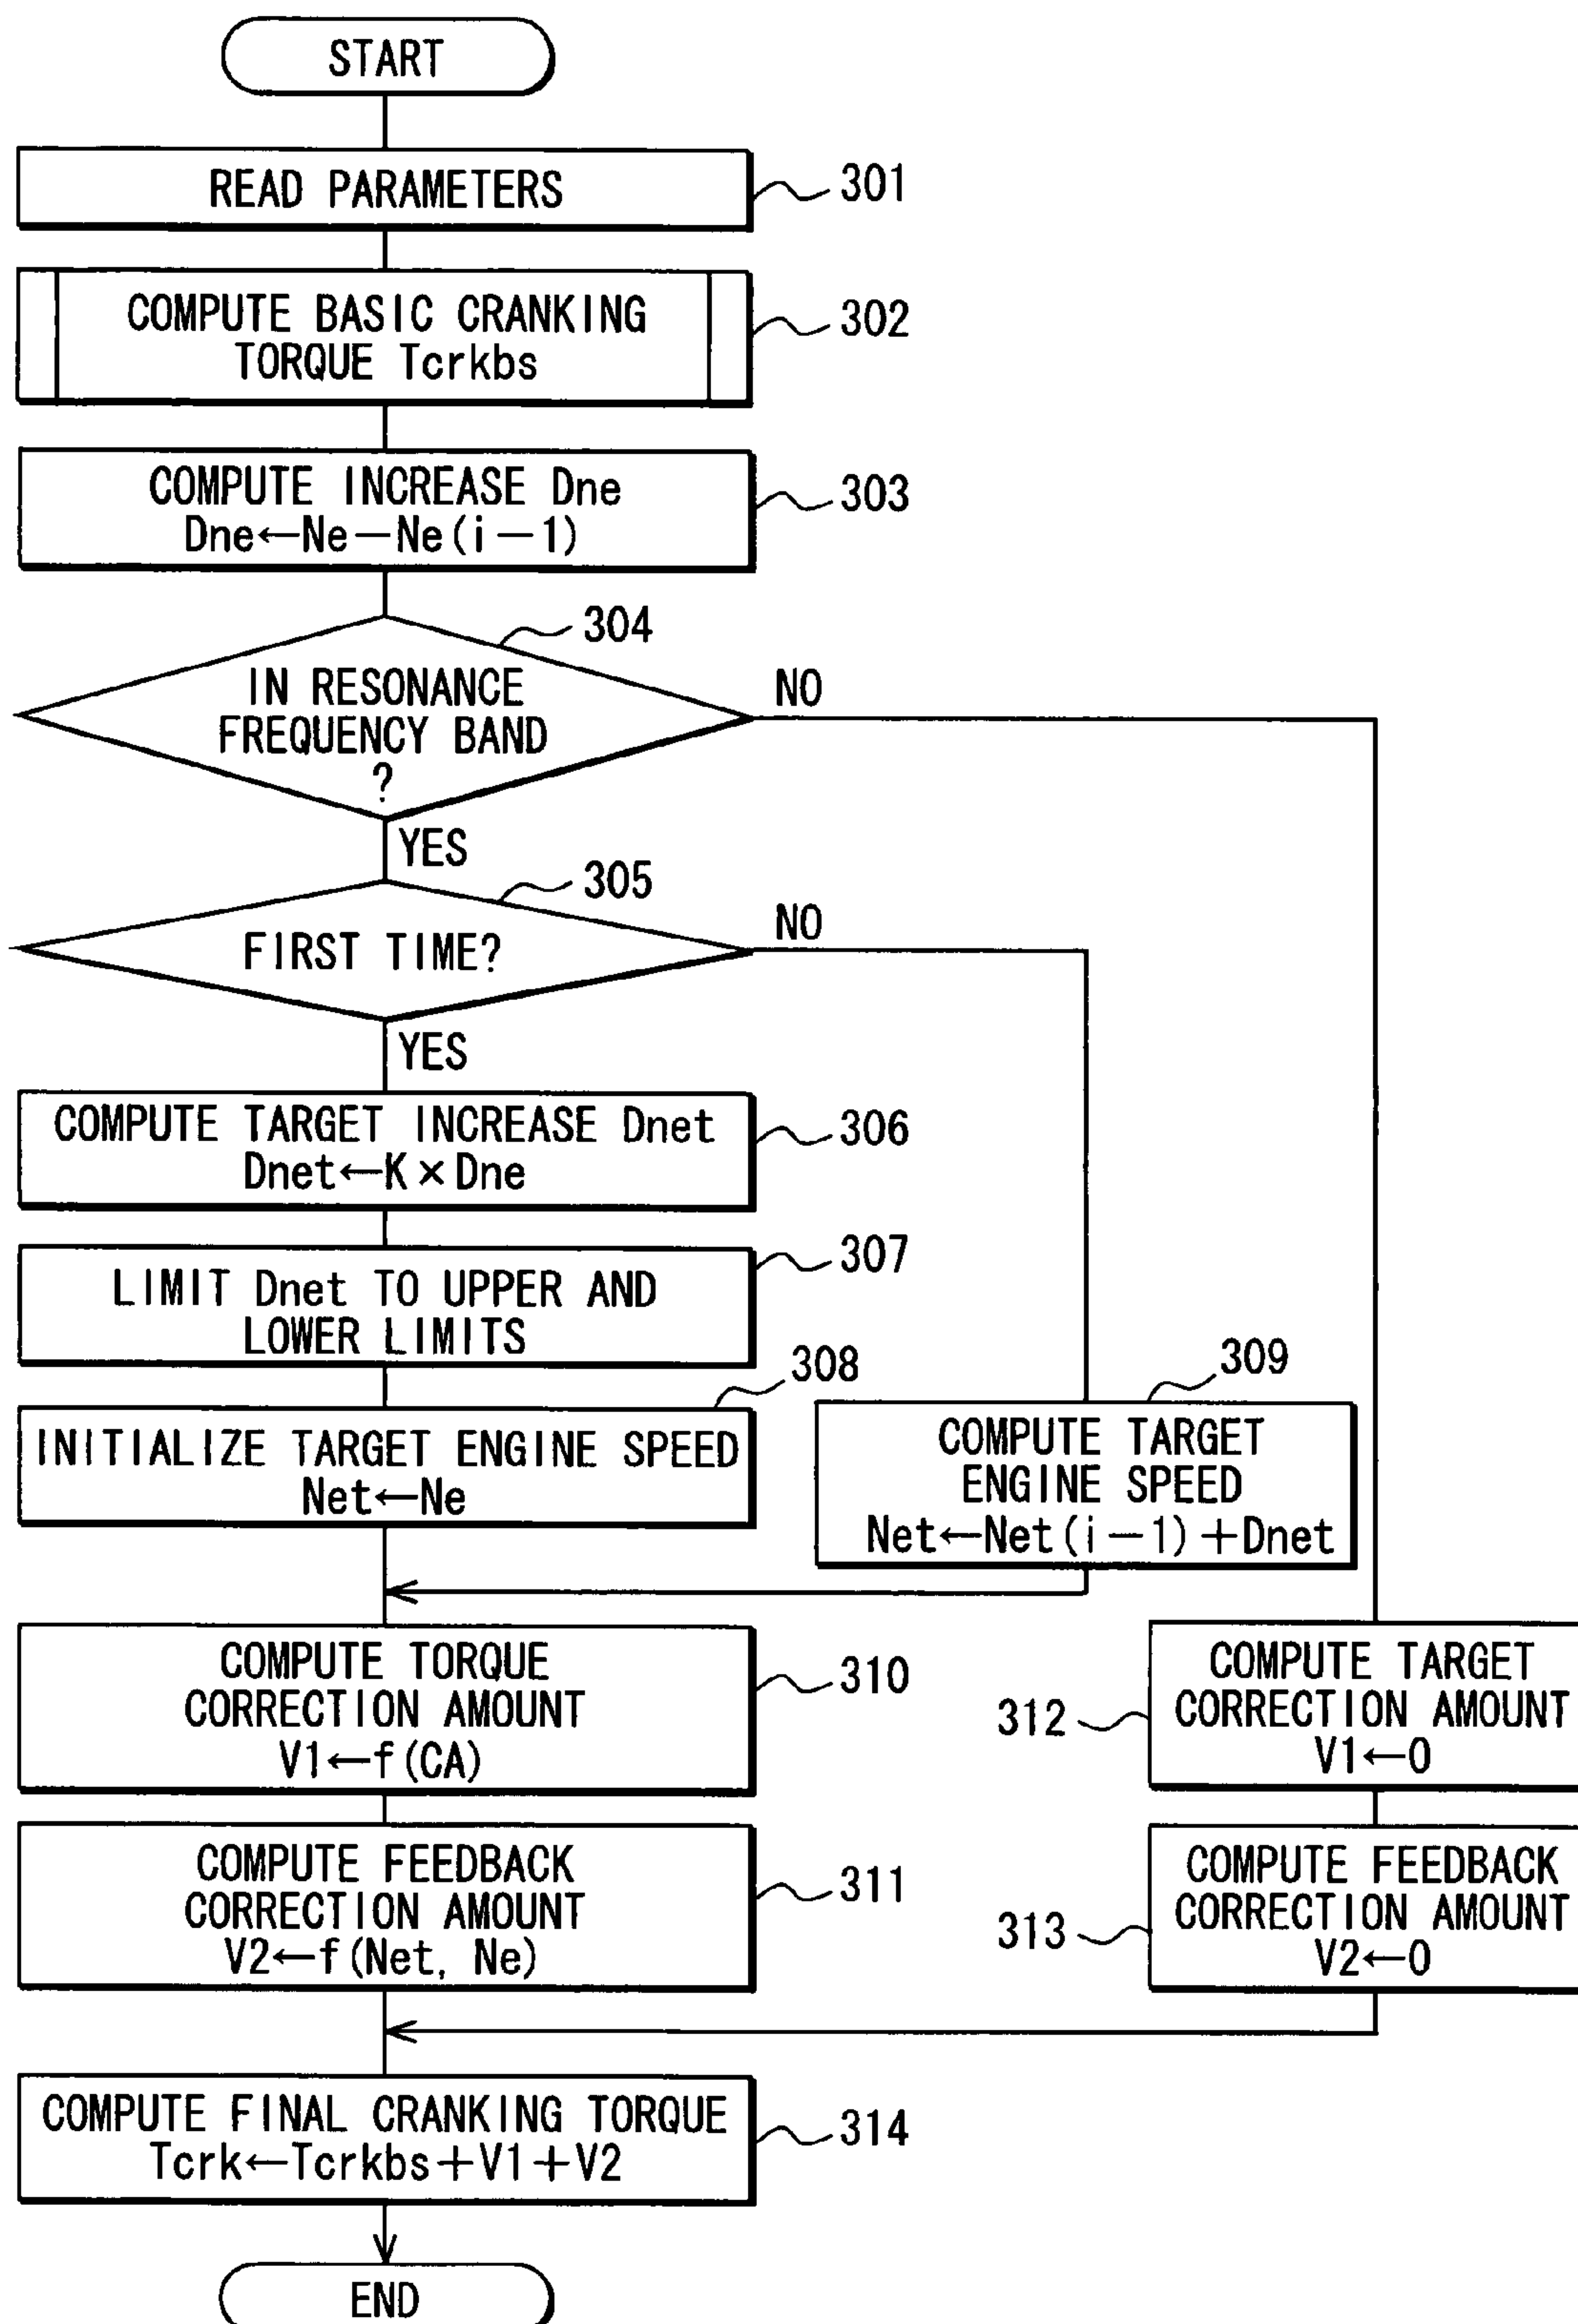 START
READ PARAMETERS
301
COMPUTE BASIC CRANKING
TORQUE Tcrkbs
302
COMPUTE INCREASE Dne
Dne←Ne−Ne(i−1)
303
304
IN RESONANCE
FREQUENCY BAND
?
NO
YES
305
FIRST TIME?
NO
YES
COMPUTE TARGET INCREASE Dnet
Dnet←K×Dne
306
LIMIT Dnet TO UPPER AND
LOWER LIMITS
307
308
INITIALIZE TARGET ENGINE SPEED
Net←Ne
309
COMPUTE TARGET
ENGINE SPEED
Net←Net(i−1)+Dnet
COMPUTE TORQUE
CORRECTION AMOUNT
V1←f(CA)
310
312
COMPUTE TARGET
CORRECTION AMOUNT
V1←0
COMPUTE FEEDBACK
CORRECTION AMOUNT
V2←f(Net, Ne)
311
313
COMPUTE FEEDBACK
CORRECTION AMOUNT
V2←0
COMPUTE FINAL CRANKING TORQUE
Tcrk←Tcrkbs+V1+V2
314
END